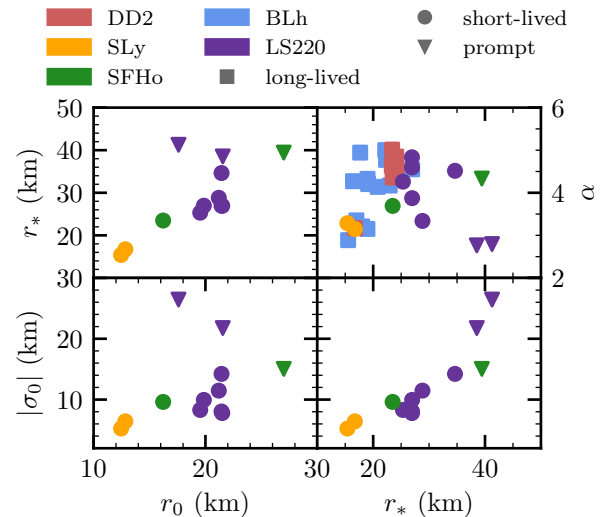 DD2 BLh short-lived
SLy LS220 prompt
SFHo long-lived
50 6
40
r* (km) 30 4 α
20
10 2
20
|σ0| (km)
10
10 20 30 20 40
r0 (km) r* (km)